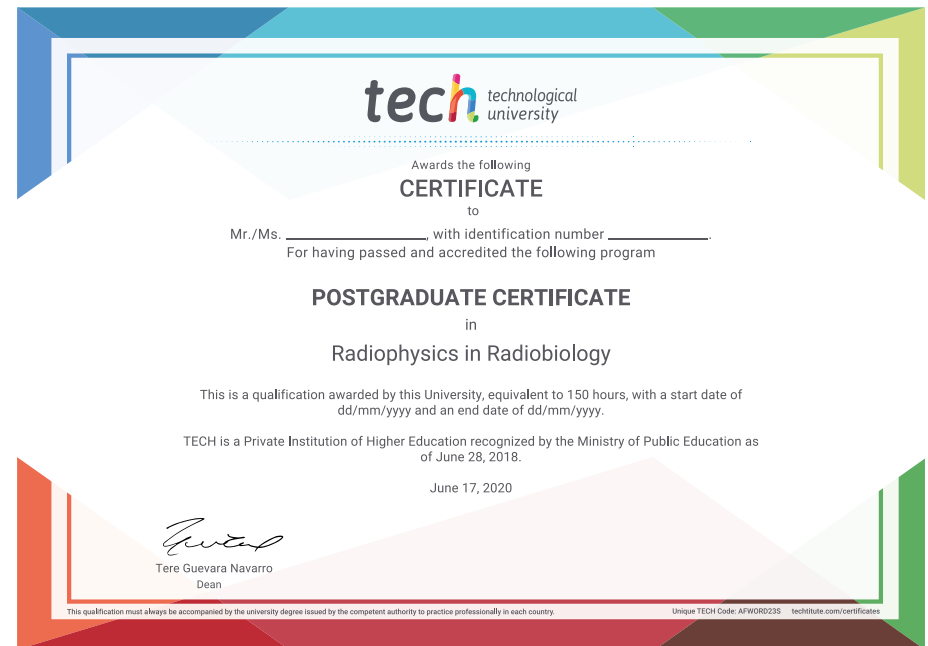 tech technological
university
Awards the following
CERTIFICATE
to
Mr./Ms. ____________________, with identification number ______________.
For having passed and accredited the following program
POSTGRADUATE CERTIFICATE
in
Radiophysics in Radiobiology
This is a qualification awarded by this University, equivalent to 150 hours, with a start date of
dd/mm/yyyy and an end date of dd/mm/yyyy.
TECH is a Private Institution of Higher Education recognized by the Ministry of Public Education as
of June 28, 2018.
June 17, 2020
Tere Guevara Navarro
Dean
This qualification must always be accompanied by the university degree issued by the competent authority to practice professionally in each country.
Unique TECH Code: AFWORD23S techtitute.com/certificates